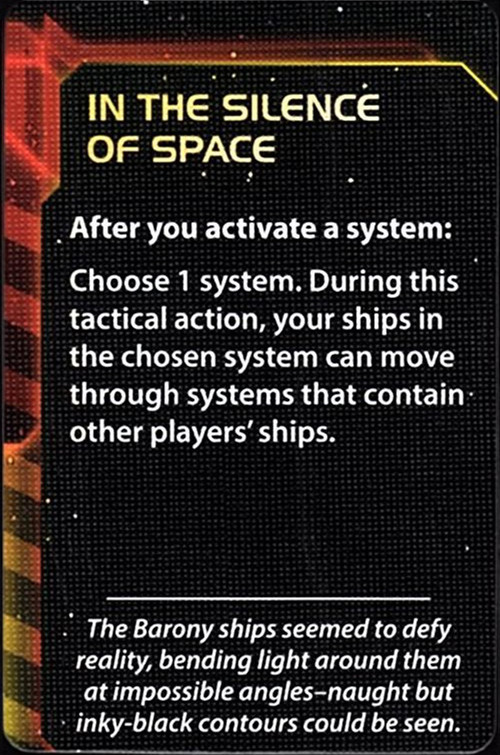 IN THE SILENCE
OF SPACE
After you activate a system:
Choose 1 system. During this
tactical action, your ships in
the chosen system can move
through systems that contain
other players’ ships.
The Barony ships seemed to defy
reality, bending light around them
at impossible angles–naught but
inky-black contours could be seen.